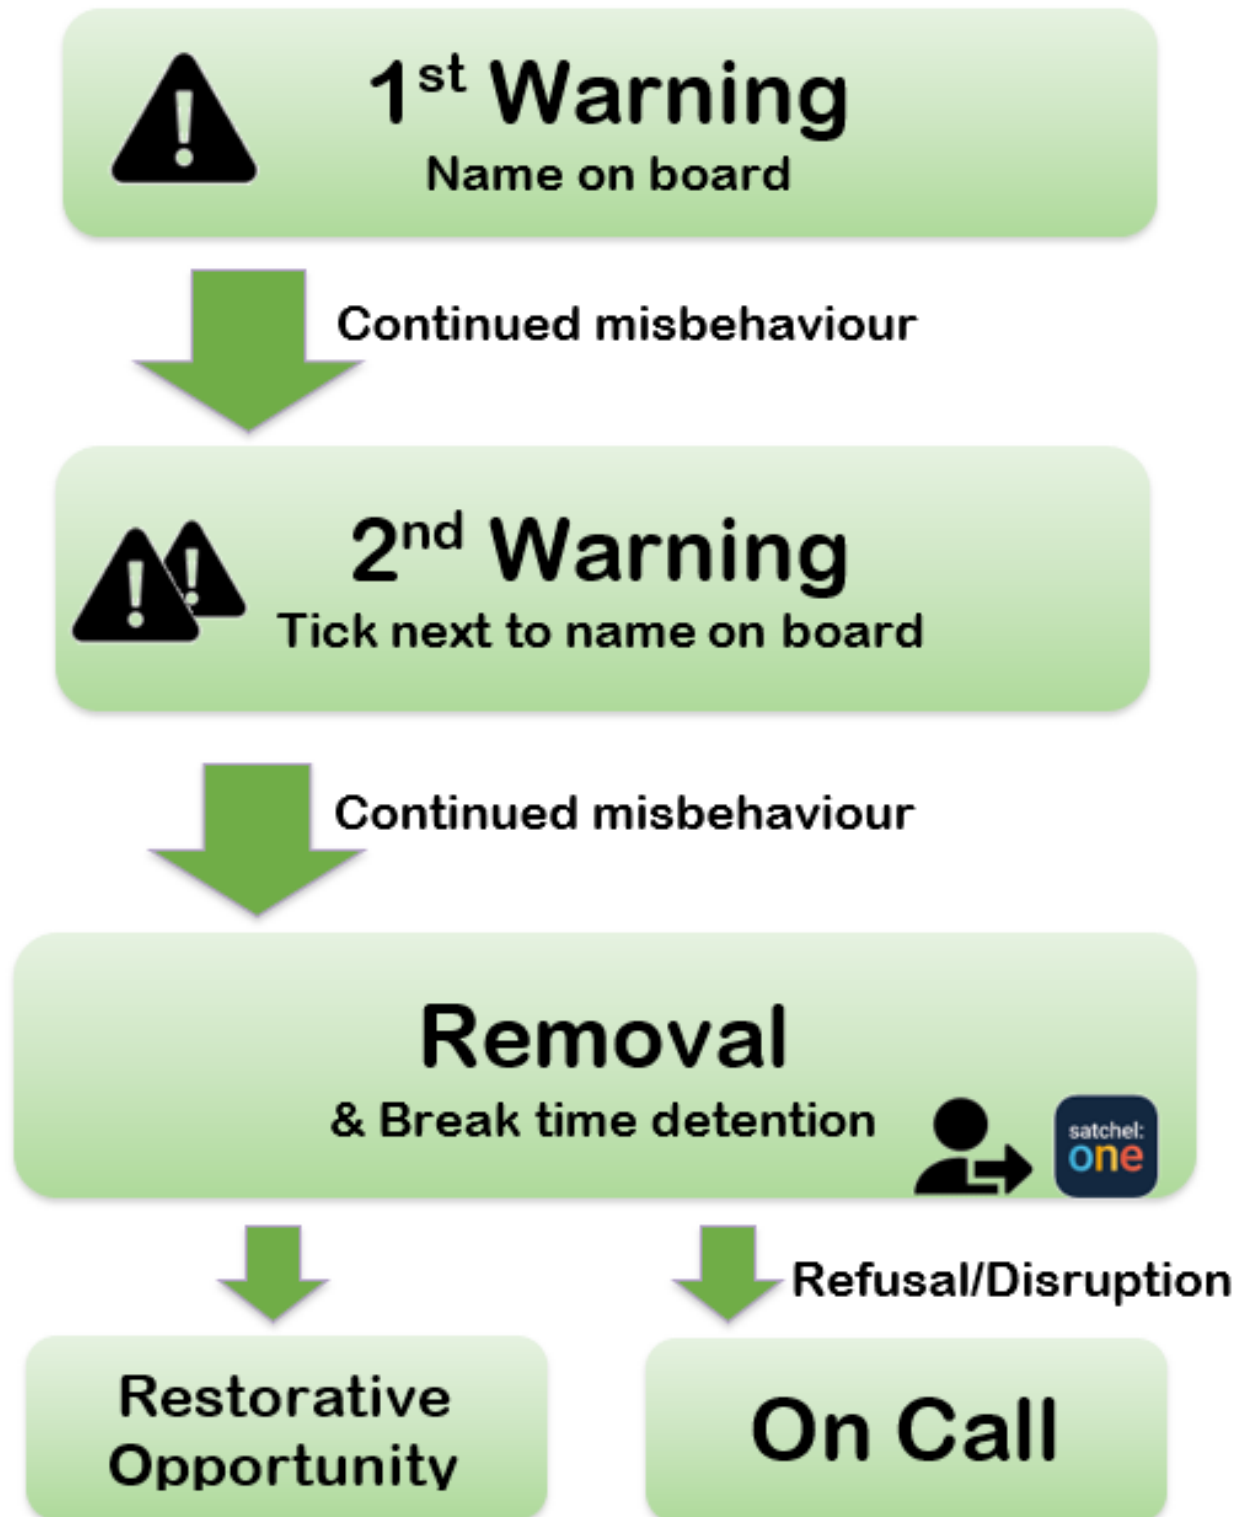 1st Warning
Name on board
Continued misbehaviour
2nd Warning
Tick next to name on board
Continued misbehaviour
Removal
& Break time detention
satchel:
one
Refusal/Disruption
Restorative
Opportunity
On Call